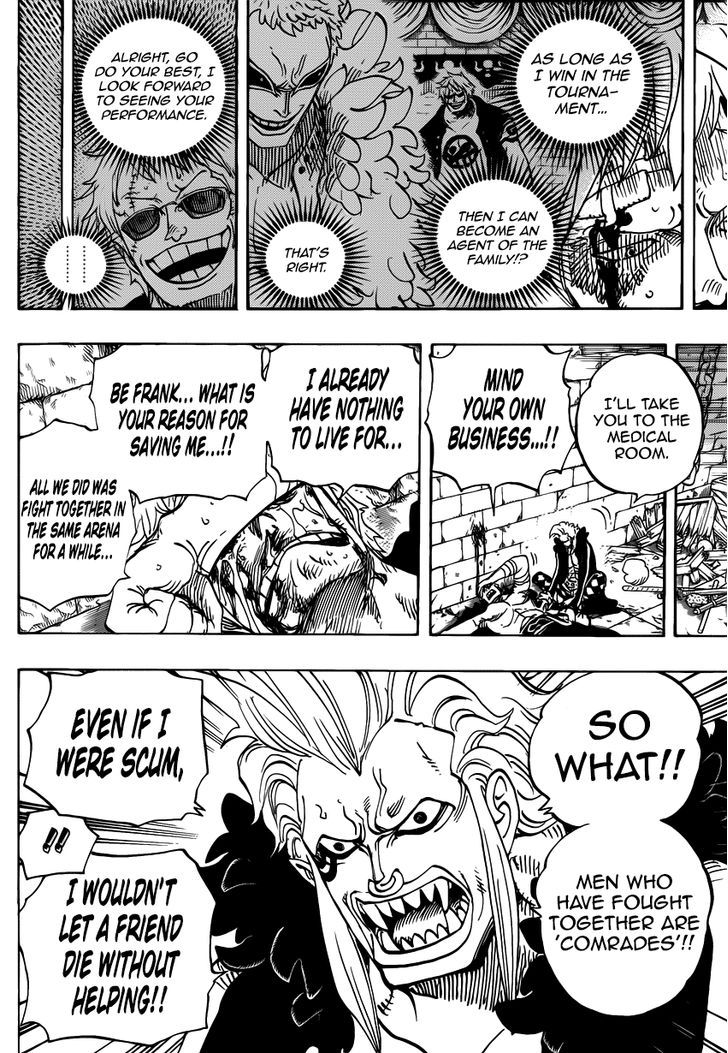 AS LONG AS
I WIN IN THE
TOURNA-
MENT...
THEN I CAN
BECOME AN
AGENT OF THE
FAMILY!?
THAT'S
RIGHT.
ALRIGHT, GO
DO YOUR BEST, I
LOOK FORWARD
TO SEEING YOUR
PERFORMANCE.
I'LL TAKE
YOU TO THE
MEDICAL
ROOM.
MIND
YOUR OWN
BUSINESS...!!
I ALREADY
HAVE NOTHING
TO LIVE FOR...
BE FRANK... WHAT IS
YOUR REASON FOR
SAVING ME...!!
ALL WE DID WAS
FIGHT TOGETHER IN
THE SAME ARENA
FOR A WHILE...
SO
WHAT!!
MEN WHO
HAVE FOUGHT
TOGETHER ARE
'COMRADES'!!
EVEN IF I
WERE SCUM,
!!
I WOULDN'T
LET A FRIEND
DIE WITHOUT
HELPING!!